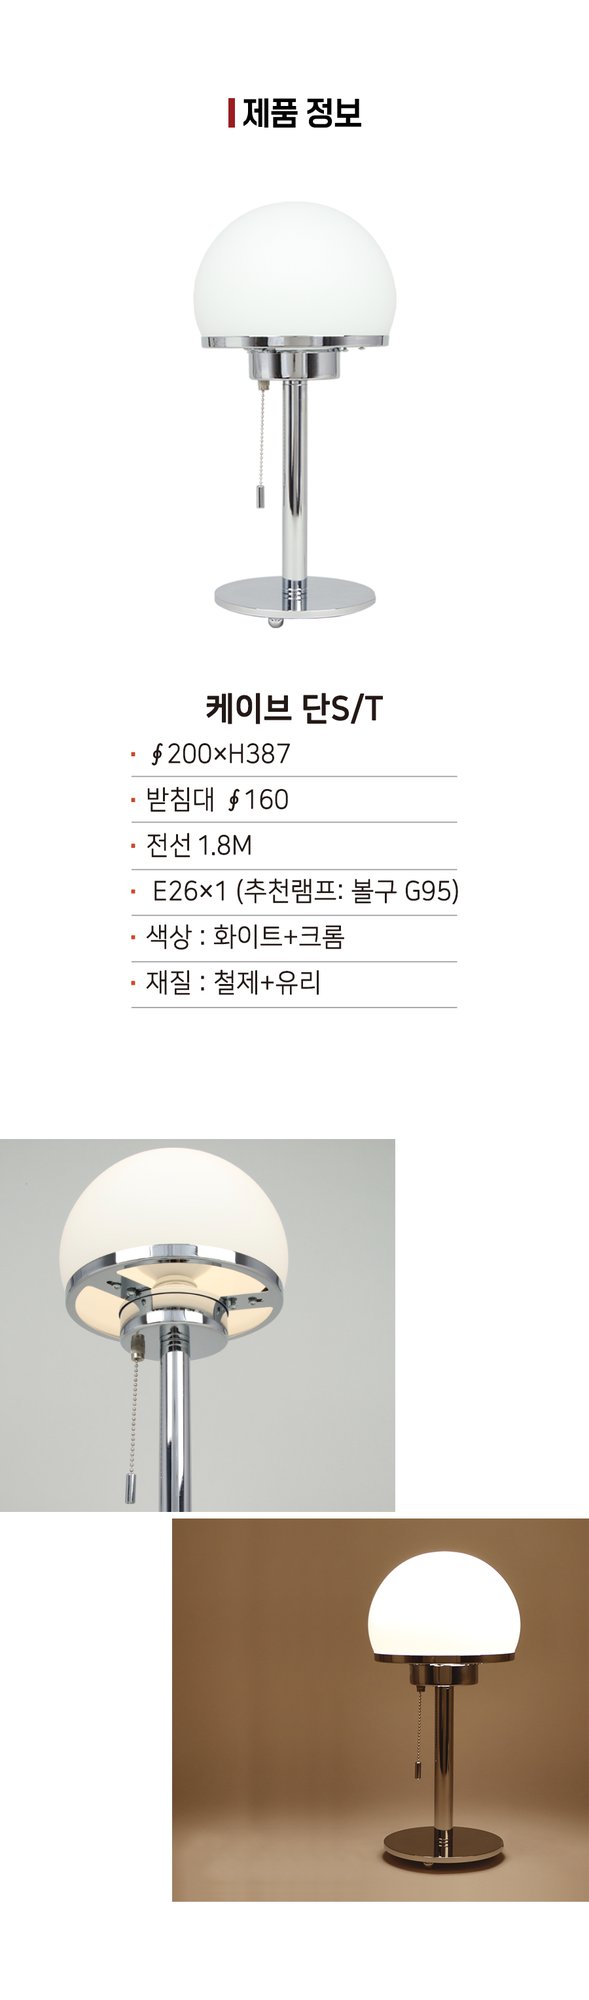 제품 정보
케이브 단S/T
∮200×H387
받침대 ∮160
전선 1.8M
E26×1 (추천램프: 볼구 G95)
색상 : 화이트+크롬
재질 : 철제+유리